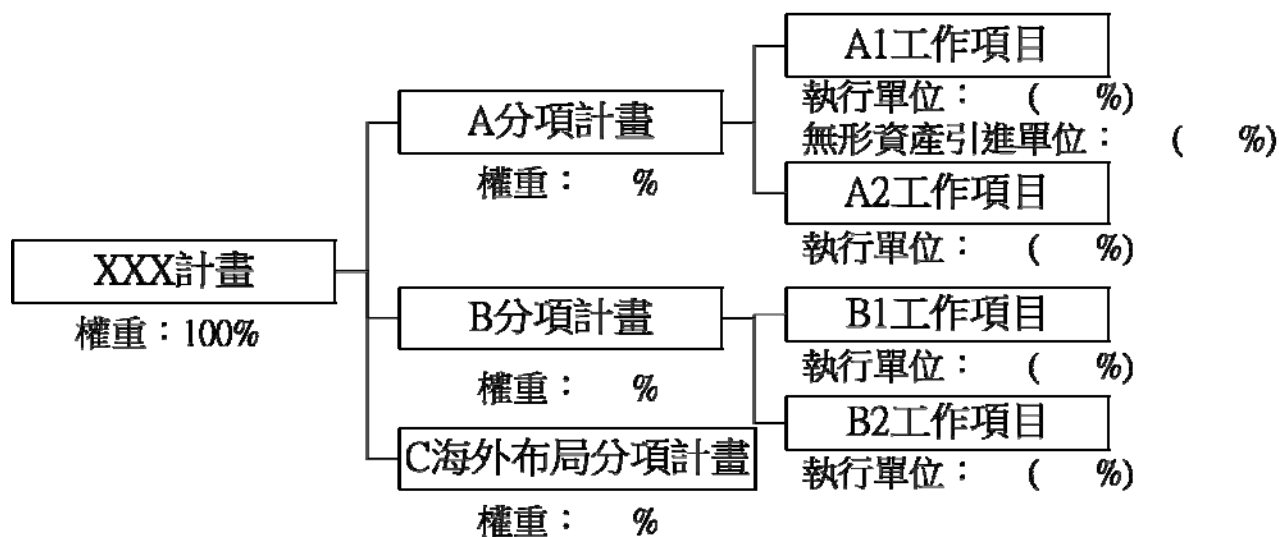 XXX計畫
權重：100%
A分項計畫
權重：    %
A1工作項目
執行單位：    (    %)
無形資產引進單位：    (    %)
A2工作項目
執行單位：    (    %)
B分項計畫
權重：    %
B1工作項目
執行單位：    (    %)
B2工作項目
執行單位：    (    %)
C海外布局分項計畫
權重：    %